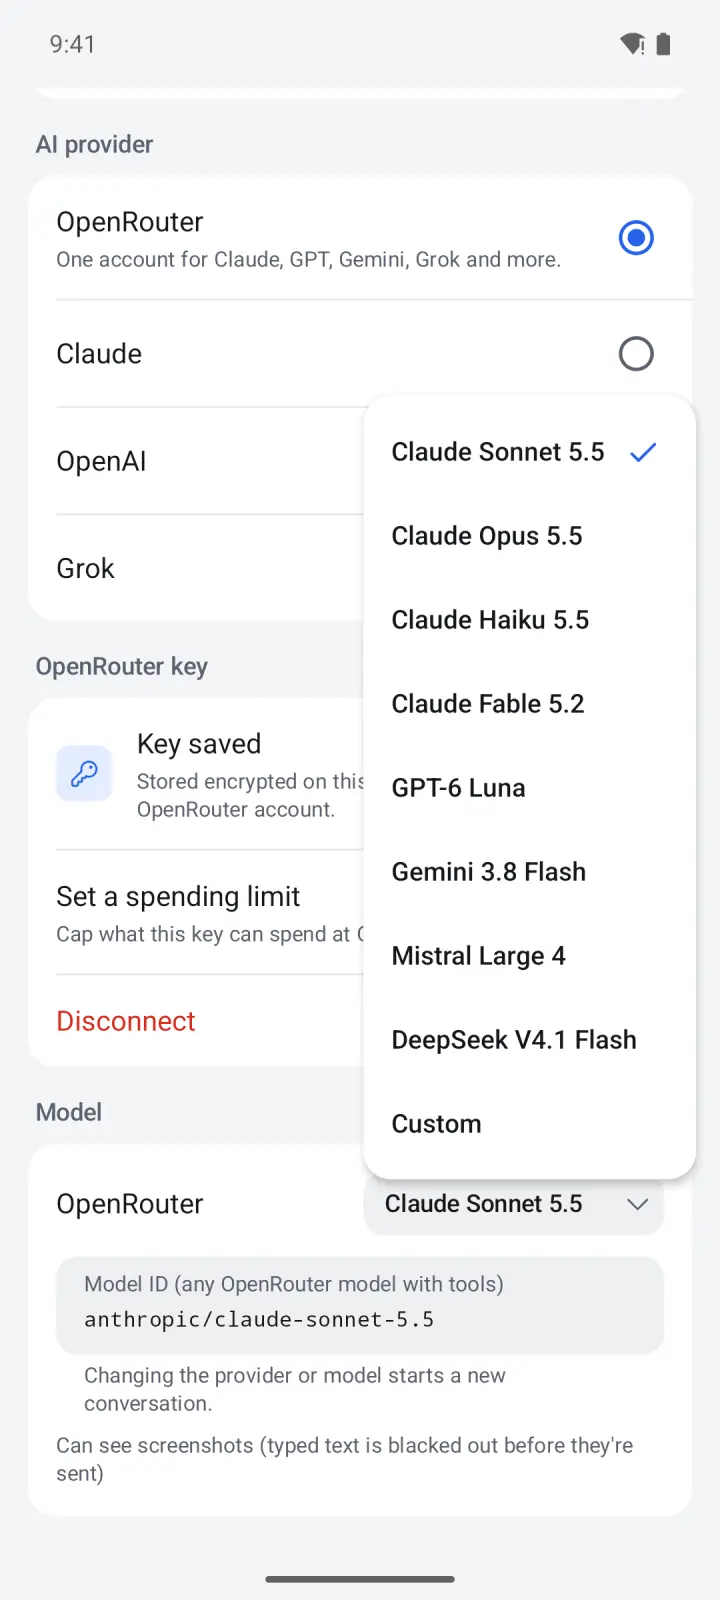 9:41
AI provider
OpenRouter
One account for Claude, GPT, Gemini, Grok and more.
Claude
OpenAI
Grok
Claude Sonnet 5.5
Claude Opus 5.5
Claude Haiku 5.5
Claude Fable 5.2
GPT-6 Luna
Gemini 3.8 Flash
Mistral Large 4
DeepSeek V4.1 Flash
Custom
OpenRouter key
Key saved
Stored encrypted on this
OpenRouter account.
Set a spending limit
Cap what this key can spend at
Disconnect
Model
OpenRouter
Claude Sonnet 5.5
Model ID (any OpenRouter model with tools)
anthropic/claude-sonnet-5.5
Changing the provider or model starts a new
conversation.
Can see screenshots (typed text is blacked out before they're
sent)